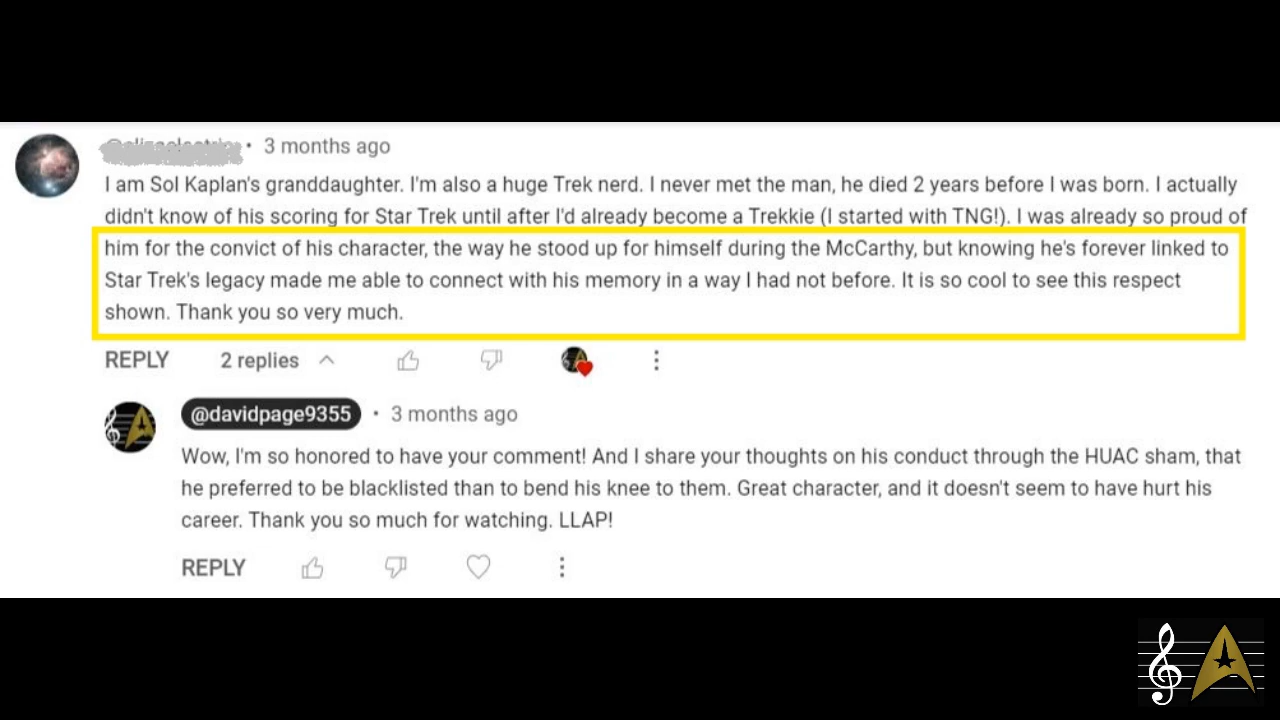 • 3 months ago
I am Sol Kaplan's granddaughter. I'm also a huge Trek nerd. I never met the man, he died 2 years before I was born. I actually
didn't know of his scoring for Star Trek until after I'd already become a Trekkie (I started with TNG!). I was already so proud of
him for the convict of his character, the way he stood up for himself during the McCarthy, but knowing he's forever linked to
Star Trek's legacy made me able to connect with his memory in a way I had not before. It is so cool to see this respect
shown. Thank you so very much.
REPLY 2 replies
@davidpage9355 • 3 months ago
Wow, I'm so honored to have your comment! And I share your thoughts on his conduct through the HUAC sham, that
he preferred to be blacklisted than to bend his knee to them. Great character, and it doesn't seem to have hurt his
career. Thank you so much for watching. LLAP!
REPLY